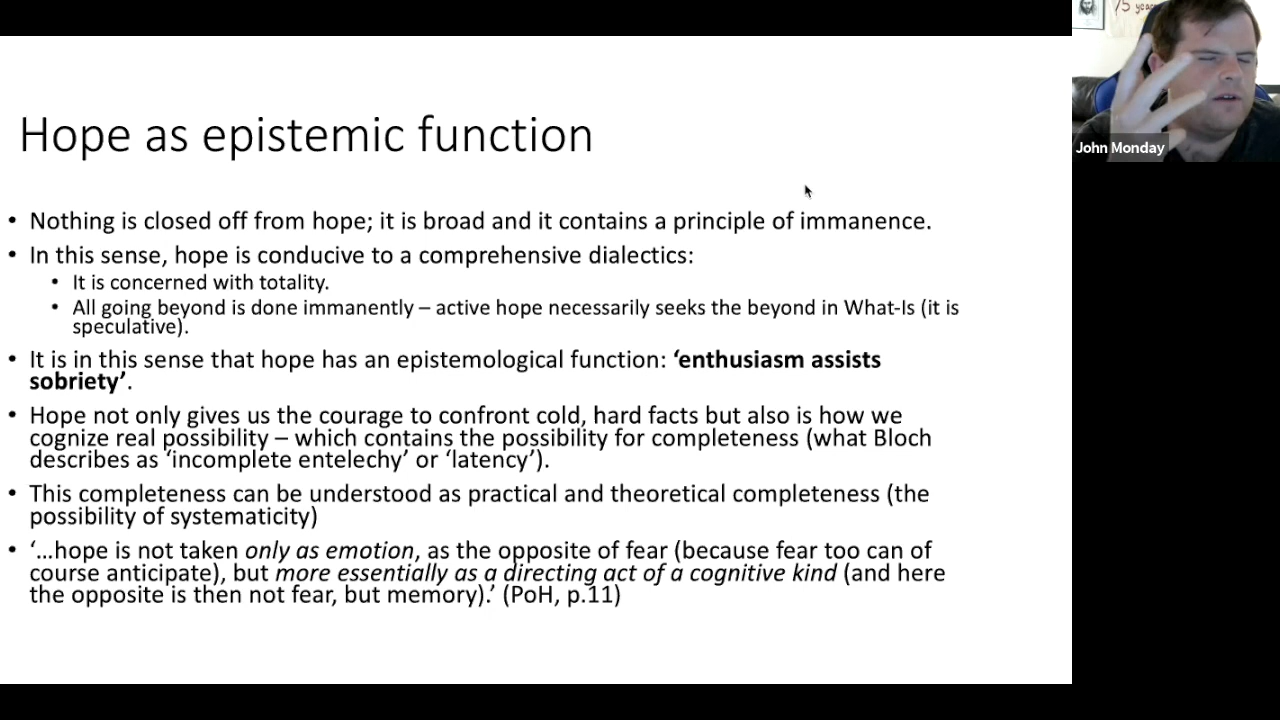 Hope as epistemic function
• Nothing is closed off from hope; it is broad and it contains a principle of immanence.
• In this sense, hope is conducive to a comprehensive dialectics:
• It is concerned with totality.
• All going beyond is done immanently – active hope necessarily seeks the beyond in What-Is (it is
speculative).
• It is in this sense that hope has an epistemological function: ‘enthusiasm assists
sobriety’.
• Hope not only gives us the courage to confront cold, hard facts but also is how we
cognize real possibility – which contains the possibility for completeness (what Bloch
describes as ‘incomplete entelechy’ or ‘latency’).
• This completeness can be understood as practical and theoretical completeness (the
possibility of systematicity)
• ‘…hope is not taken only as emotion, as the opposite of fear (because fear too can of
course anticipate), but more essentially as a directing act of a cognitive kind (and here
the opposite is then not fear, but memory).’ (PoH, p.11)
John Monday